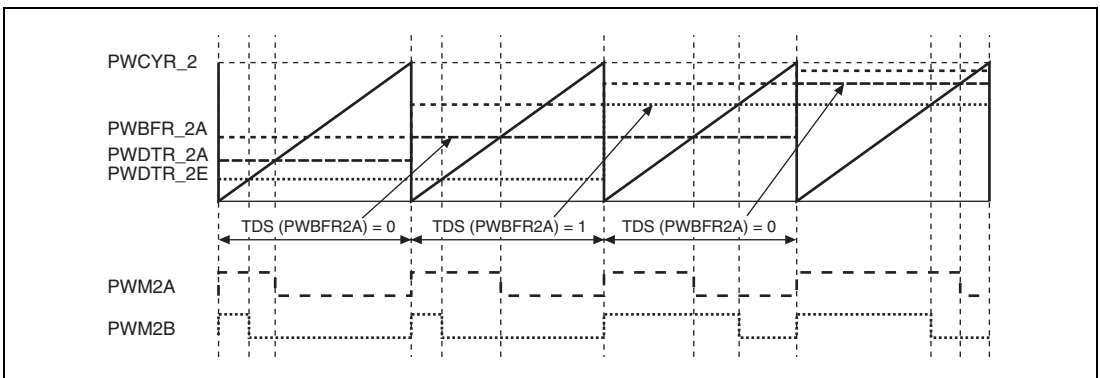 PWCYR_2
PWBFR_2A
PWDTR_2A
PWDTR_2E
TDS (PWBFR2A) = 0
TDS (PWBFR2A) = 1
TDS (PWBFR2A) = 0
PWM2A
PWM2B